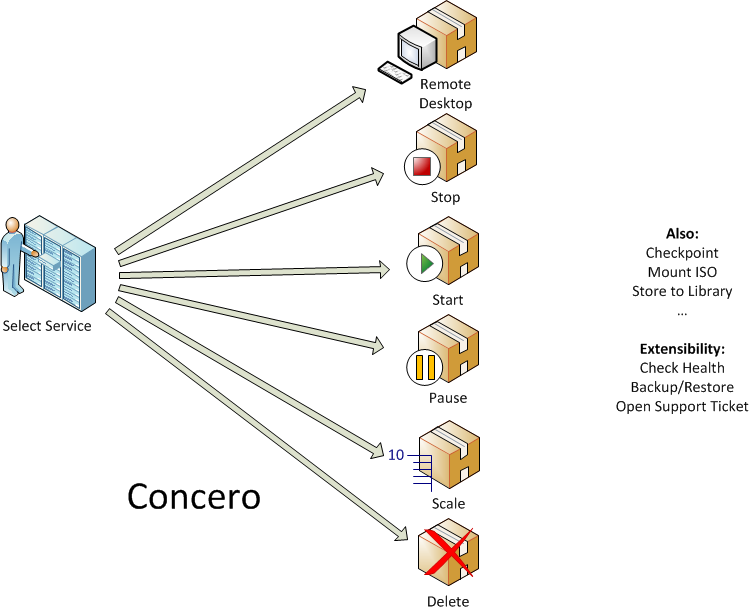 Remote
Desktop
Stop
Start
Pause
10
Scale
Delete
Select Service
Concero
Also:
Checkpoint
Mount ISO
Store to Library
...
Extensibility:
Check Health
Backup/Restore
Open Support Ticket